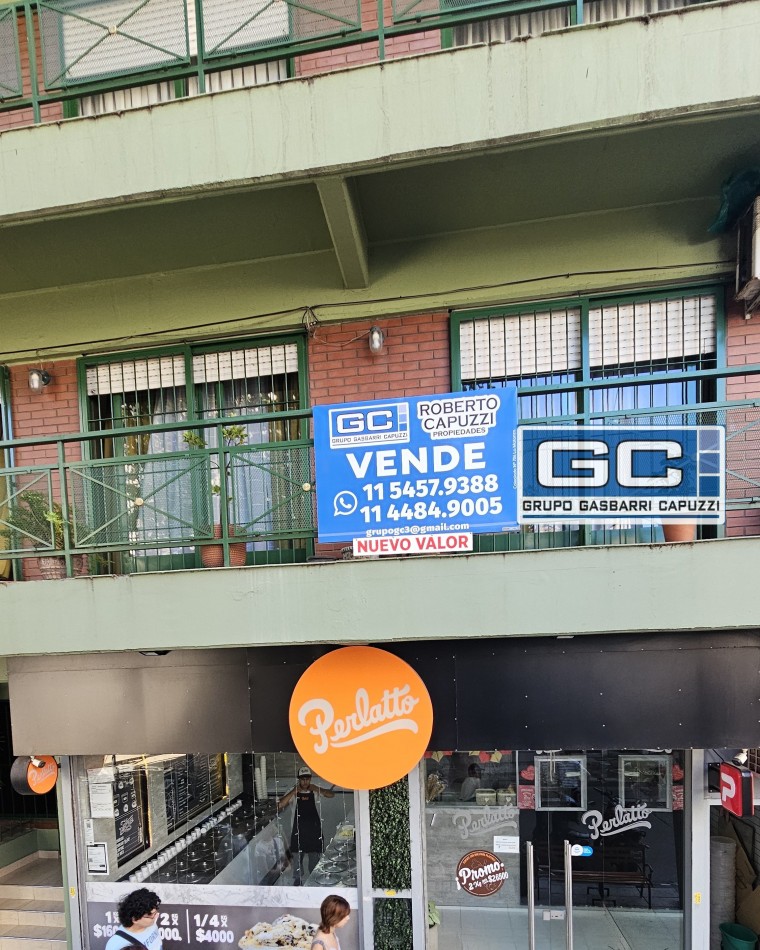 GC
GRUPO GASBARRI CAPUZZI
ROBERTO
CAPUZZI
PROPIEDADES
VENDE
11 5457.9388
11 4484.9005
grupogc3@gmail.com
NUEVO VALOR
GC
GRUPO GASBARRI CAPUZZI
Perlatto
Perlatto
Perlatto
Perlatto
¡Promo!
1/4
$4000